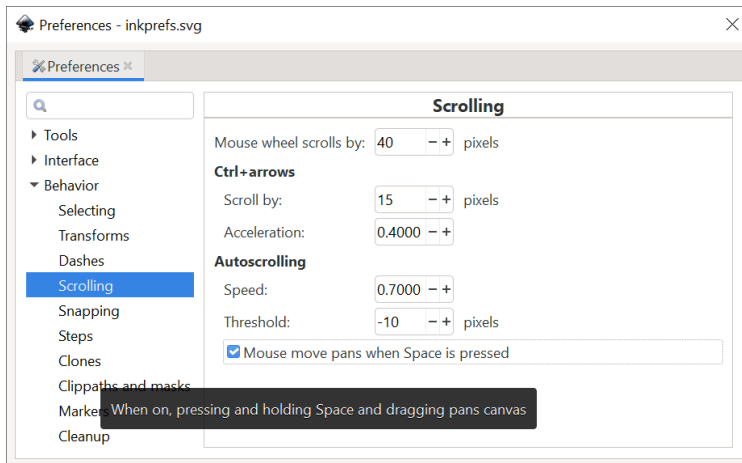 Preferences - inkprefs.svg
Preferences
Scrolling
Tools
Interface
Behavior
Selecting
Transforms
Dashes
Scrolling
Snapping
Steps
Clones
Clippaths and masks
Markers
Cleanup
Mouse wheel scrolls by: 40 pixels
Ctrl+arrows
Scroll by: 15 pixels
Acceleration: 0.4000
Autoscrolling
Speed: 0.7000
Threshold: -10 pixels
Mouse move pans when Space is pressed
When on, pressing and holding Space and dragging pans canvas